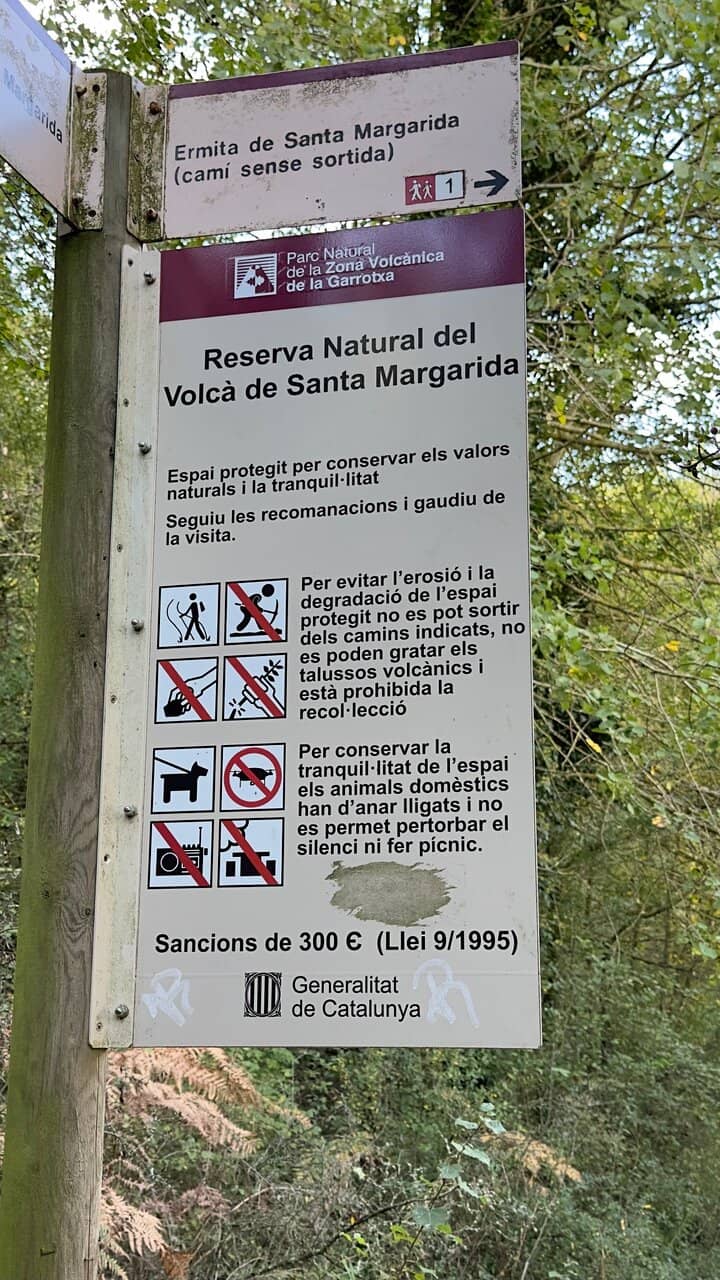 Margarida
Ermita de Santa Margarida
(camí sense sortida)
1
Parc Natural
de la Zona Volcànica
de la Garrotxa
Reserva Natural del
Volcà de Santa Margarida
Espai protegit per conservar els valors
naturals i la tranquil·litat
Seguiu les recomanacions i gaudiu de
la visita.
Per evitar l'erosió i la
degradació de l'espai
protegit no es pot sortir
dels camins indicats, no
es poden gratar els
talussos volcànics i
està prohibida la
recol·lecció
Per conservar la
tranquil·litat de l'espai
els animals domèstics
han d'anar lligats i no
es permet pertorbar el
silenci ni fer pícnic.
Sancions de 300 € (Llei 9/1995)
Generalitat
de Catalunya